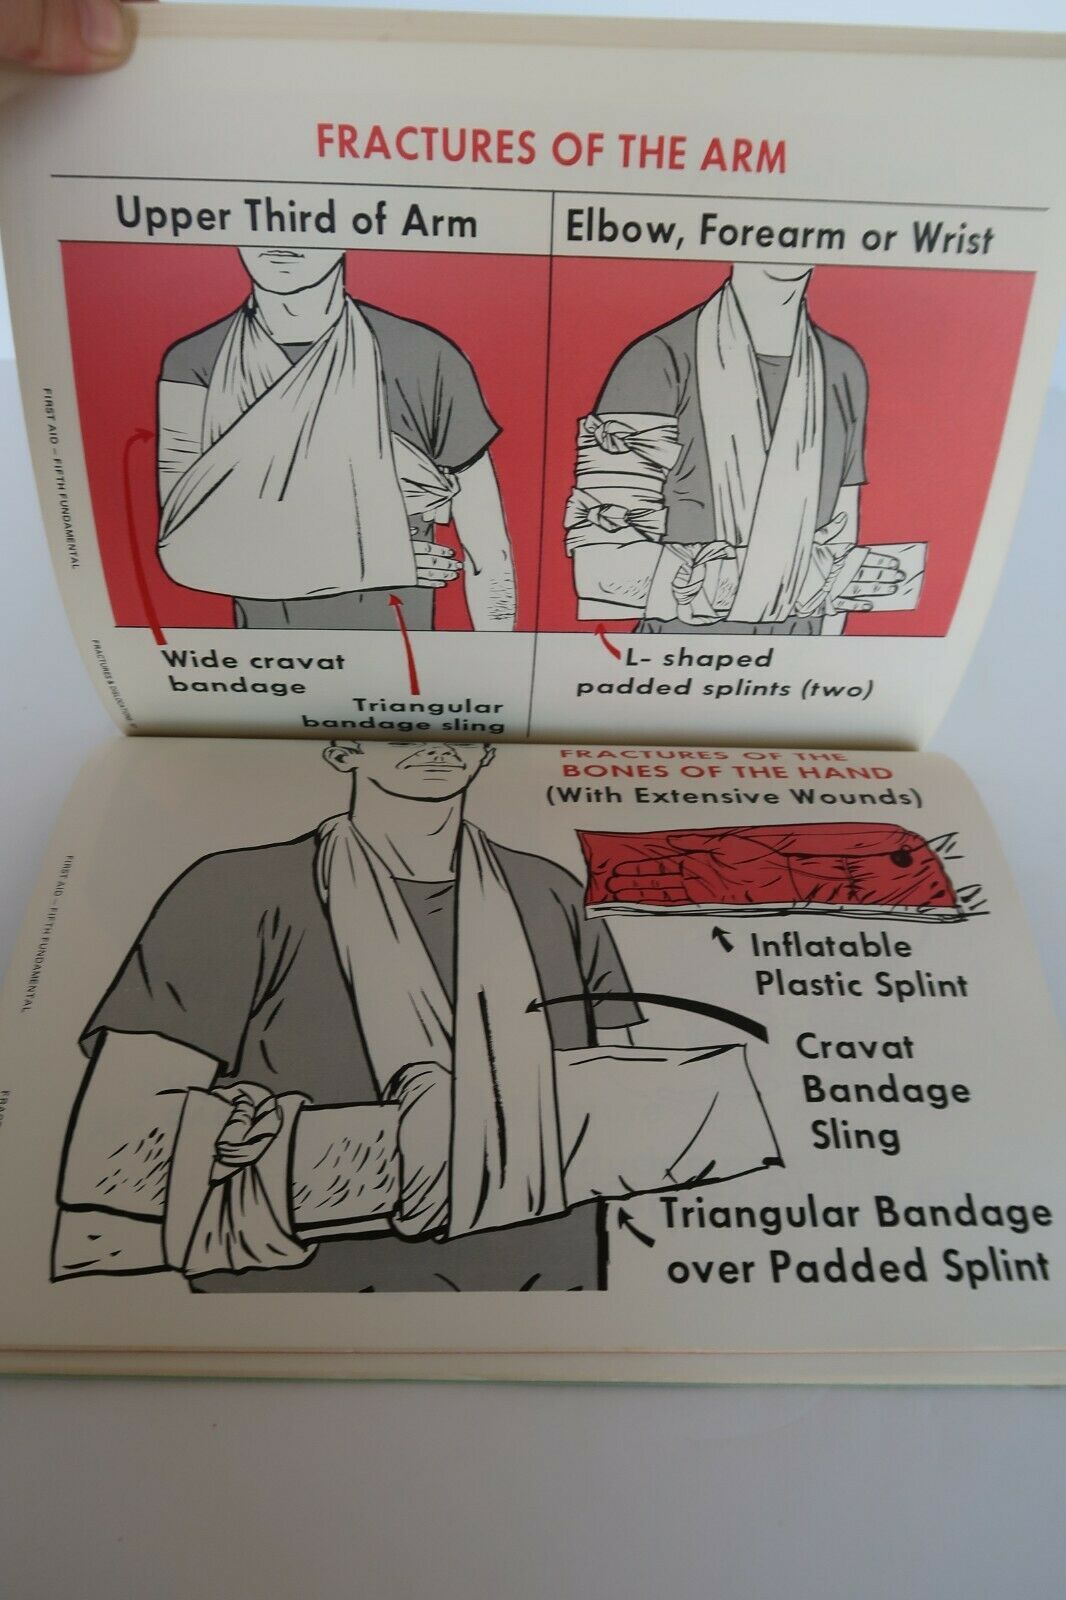 FRACTURES OF THE ARM
Upper Third of Arm
Elbow, Forearm or Wrist
Wide cravat
bandage
Triangular
bandage sling
L- shaped
padded splints (two)
FIRST AID – FIFTH FUNDAMENTAL
FRACTURES & DISLOCATIONS
FRACTURES OF THE
BONES OF THE HAND
(With Extensive Wounds)
Inflatable
Plastic Splint
Cravat
Bandage
Sling
Triangular Bandage
over Padded Splint
FIRST AID – FIFTH FUNDAMENTAL